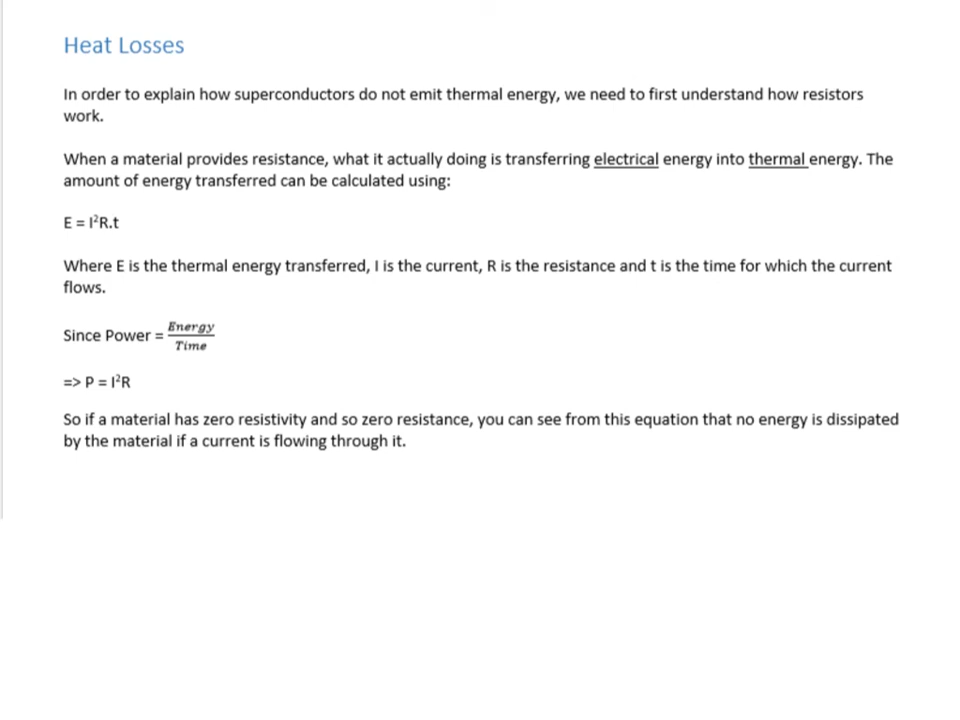 Heat Losses
In order to explain how superconductors do not emit thermal energy, we need to first understand how resistors
work.
When a material provides resistance, what it actually doing is transferring electrical energy into thermal energy. The
amount of energy transferred can be calculated using:
E = I²R.t
Where E is the thermal energy transferred, I is the current, R is the resistance and t is the time for which the current
flows.
Since Power = Energy/Time
=> P = I²R
So if a material has zero resistivity and so zero resistance, you can see from this equation that no energy is dissipated
by the material if a current is flowing through it.